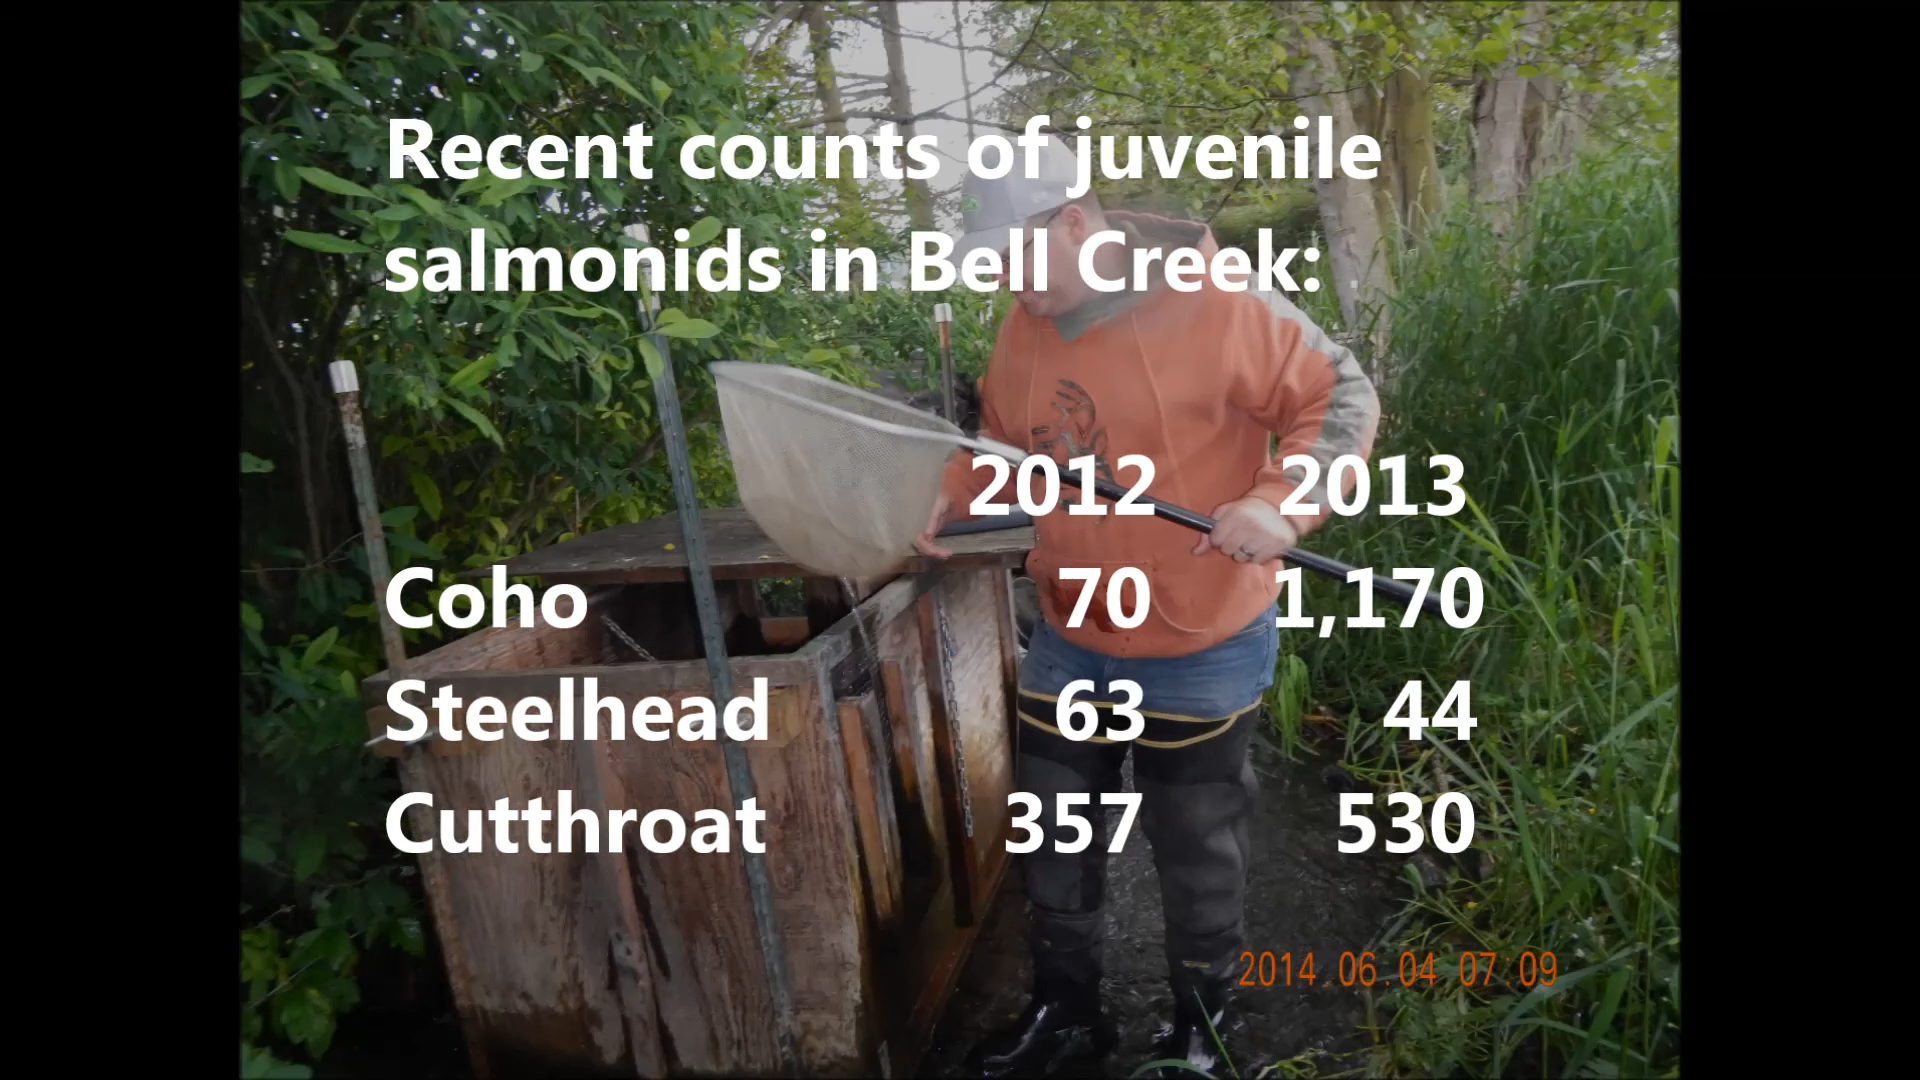 Recent counts of juvenile
salmonids in Bell Creek:
2012 2013
Coho 70 1,170
Steelhead 63 44
Cutthroat 357 530
2014.06.04 07:09